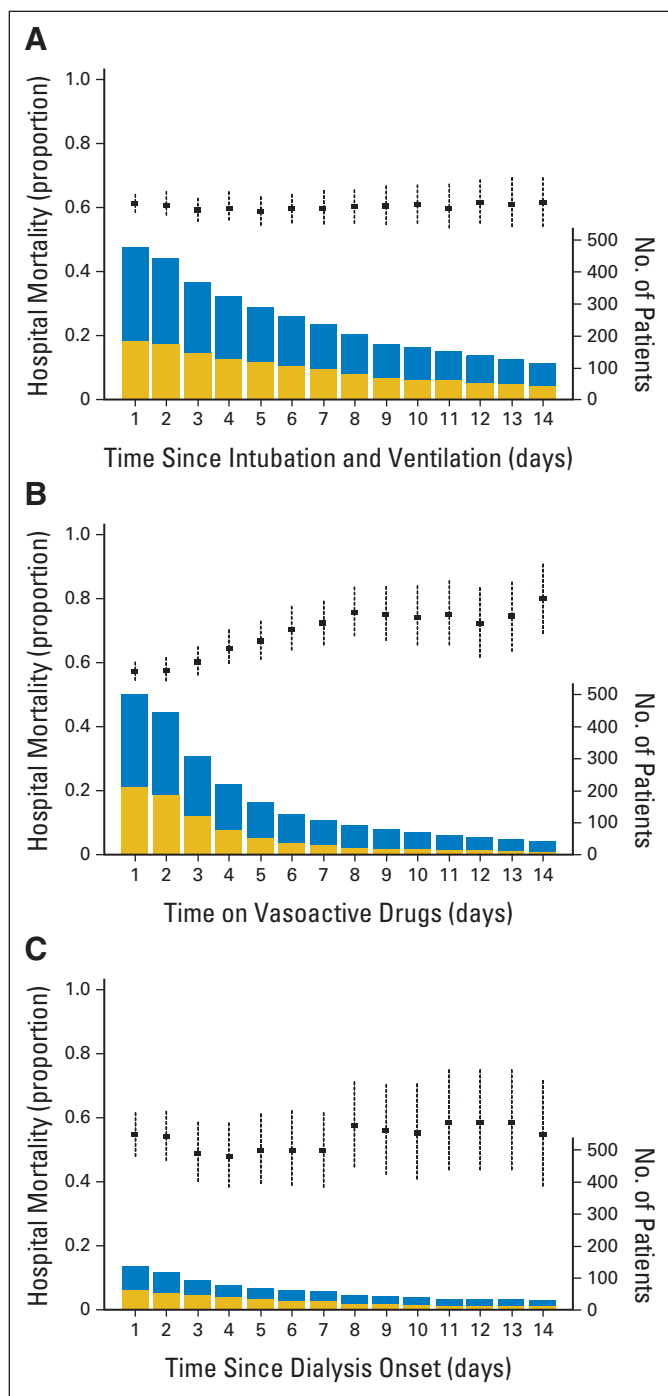 A
Hospital Mortality (proportion)
1.0
0.8
0.6
0.4
0.2
0
500
400
300
200
100
0
No. of Patients
1 2 3 4 5 6 7 8 9 10 11 12 13 14
Time Since Intubation and Ventilation (days)
B
Hospital Mortality (proportion)
1.0
0.8
0.6
0.4
0.2
0
500
400
300
200
100
0
No. of Patients
1 2 3 4 5 6 7 8 9 10 11 12 13 14
Time on Vasoactive Drugs (days)
C
Hospital Mortality (proportion)
1.0
0.8
0.6
0.4
0.2
0
500
400
300
200
100
0
No. of Patients
1 2 3 4 5 6 7 8 9 10 11 12 13 14
Time Since Dialysis Onset (days)